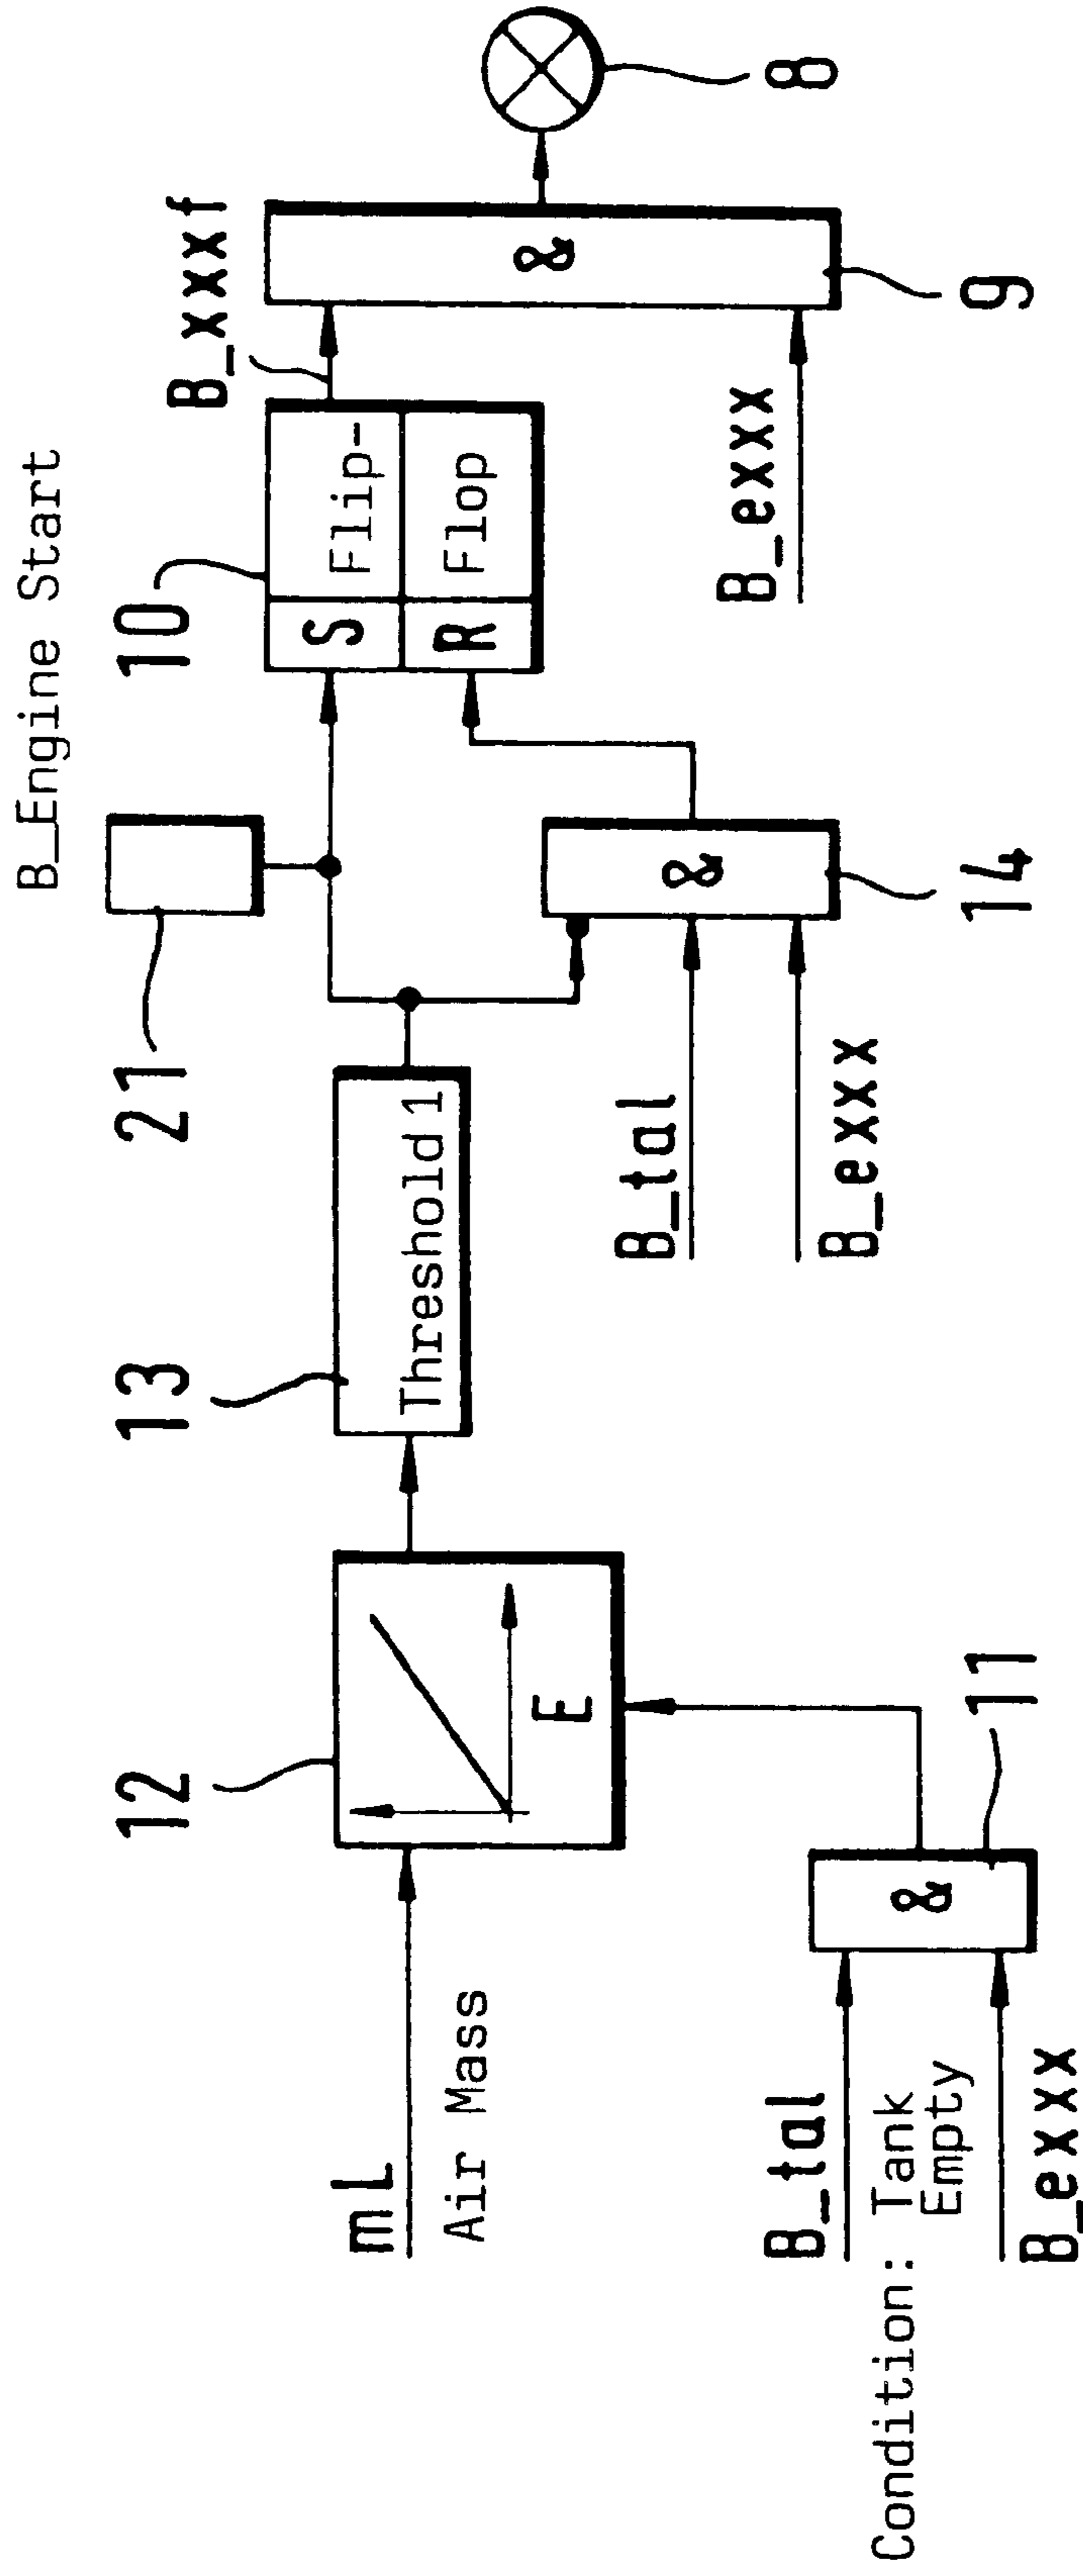 B_Engine Start
21
10
B_xxxf
12
13
S
Flip-
R
Flop
&
8
mL
Air Mass
Threshold 1
E
&
B_exxx
9
B_tal
B_exxx
14
B_tal
Condition: Tank
Empty
B_exxx
&
11